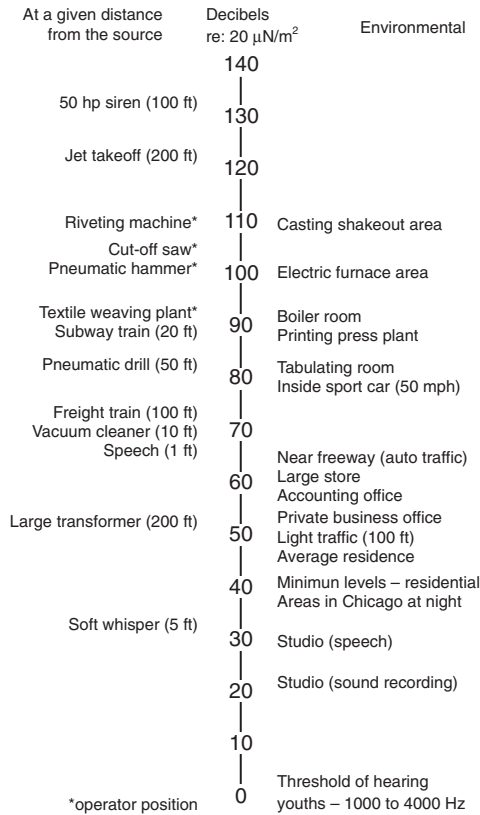 At a given distance
from the source
Decibels
re: 20 μN/m²
Environmental
140
50 hp siren (100 ft)
130
Jet takeoff (200 ft)
120
Riveting machine*
110
Casting shakeout area
Cut-off saw*
Pneumatic hammer*
100
Electric furnace area
Textile weaving plant*
Subway train (20 ft)
90
Boiler room
Printing press plant
Pneumatic drill (50 ft)
80
Tabulating room
Inside sport car (50 mph)
Freight train (100 ft)
Vacuum cleaner (10 ft)
Speech (1 ft)
70
Near freeway (auto traffic)
Large store
Accounting office
60
Large transformer (200 ft)
50
Private business office
Light traffic (100 ft)
Average residence
40
Minimun levels – residential
Areas in Chicago at night
Soft whisper (5 ft)
30
Studio (speech)
20
Studio (sound recording)
10
0
Threshold of hearing
youths – 1000 to 4000 Hz
*operator position